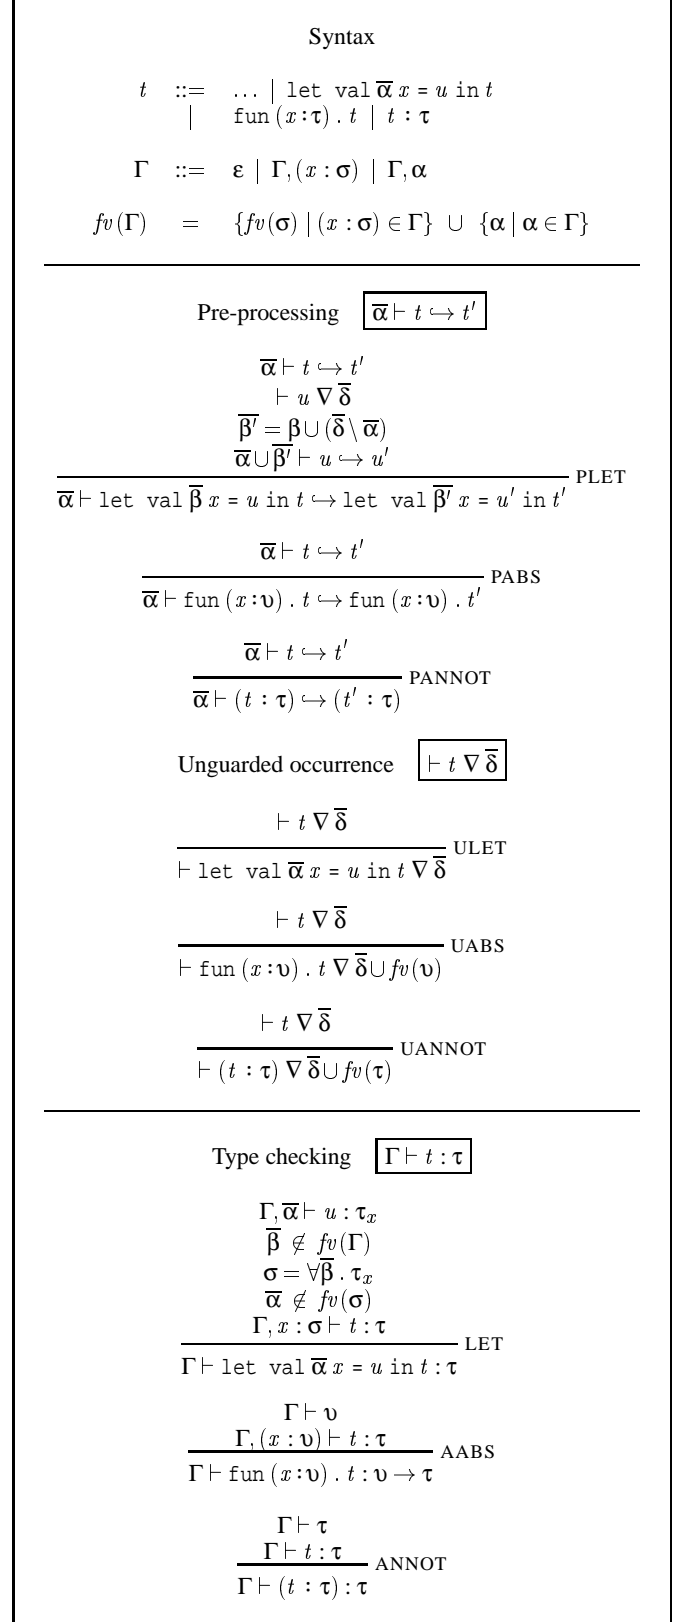 Syntax
t ::= ... | let val ᾱ x = u in t
| fun (x:τ) . t | t : τ
Γ ::= ε | Γ,(x : σ) | Γ,α
fv(Γ) = {fv(σ) | (x : σ) ∈ Γ} ∪ {α | α ∈ Γ}
Pre-processing ᾱ ⊢ t ↪ t′
ᾱ ⊢ t ↪ t′
⊢ u ∇ δ̅
β̅′ = β ∪ (δ̅ \ ᾱ)
ᾱ ∪ β̅′ ⊢ u ↪ u′
PLET
ᾱ ⊢ let val β̅ x = u in t ↪ let val β̅′ x = u′ in t′
ᾱ ⊢ t ↪ t′
PABS
ᾱ ⊢ fun (x:υ) . t ↪ fun (x:υ) . t′
ᾱ ⊢ t ↪ t′
PANNOT
ᾱ ⊢ (t : τ) ↪ (t′ : τ)
Unguarded occurrence ⊢ t ∇ δ̅
⊢ t ∇ δ̅
ULET
⊢ let val ᾱ x = u in t ∇ δ̅
⊢ t ∇ δ̅
UABS
⊢ fun (x:υ) . t ∇ δ̅ ∪ fv(υ)
⊢ t ∇ δ̅
UANNOT
⊢ (t : τ) ∇ δ̅ ∪ fv(τ)
Type checking Γ ⊢ t : τ
Γ,ᾱ ⊢ u : τₓ
β̅ ∉ fv(Γ)
σ = ∀β̅ . τₓ
ᾱ ∉ fv(σ)
Γ, x : σ ⊢ t : τ
LET
Γ ⊢ let val ᾱ x = u in t : τ
Γ ⊢ υ
Γ,(x : υ) ⊢ t : τ
AABS
Γ ⊢ fun (x:υ) . t : υ → τ
Γ ⊢ τ
Γ ⊢ t : τ
ANNOT
Γ ⊢ (t : τ) : τ